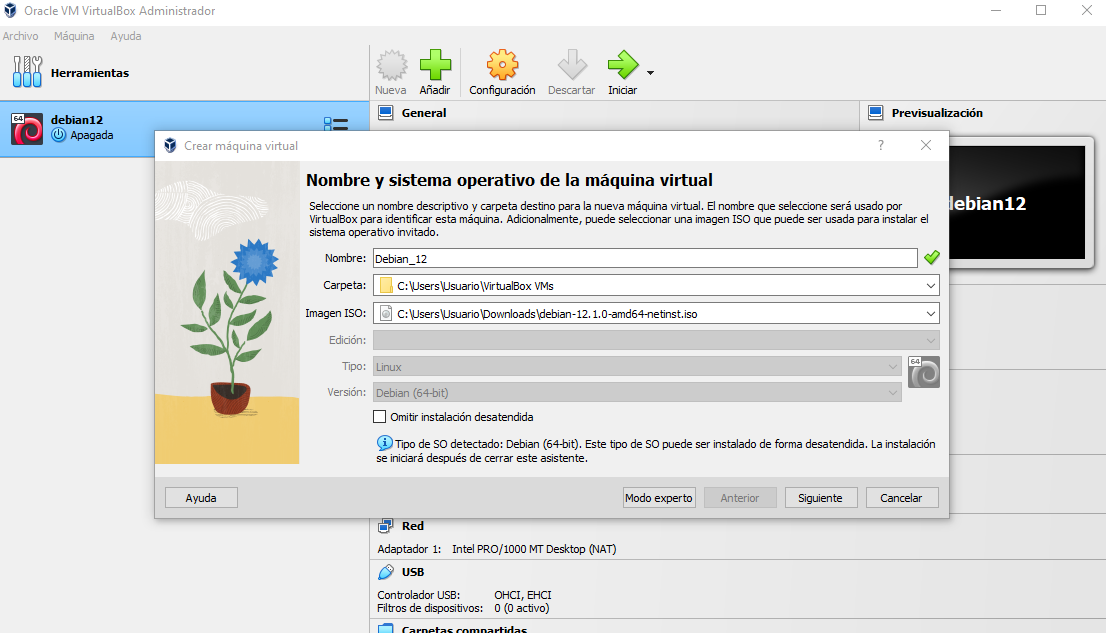 Oracle VM VirtualBox Administrador
Archivo Máquina Ayuda
Herramientas
Nueva Añadir Configuración Descartar Iniciar
64
debian12
Apagada
General
Previsualización
debian12
Crear máquina virtual
?
Nombre y sistema operativo de la máquina virtual
Seleccione un nombre descriptivo y carpeta destino para la nueva máquina virtual. El nombre que seleccione será usado por
VirtualBox para identificar esta máquina. Adicionalmente, puede seleccionar una imagen ISO que puede ser usada para instalar el
sistema operativo invitado.
Nombre: Debian_12
Carpeta: C:\Users\Usuario\VirtualBox VMs
Imagen ISO: C:\Users\Usuario\Downloads\debian-12.1.0-amd64-netinst.iso
Edición:
Tipo: Linux
64
Versión: Debian (64-bit)
Omitir instalación desatendida
Tipo de SO detectado: Debian (64-bit). Este tipo de SO puede ser instalado de forma desatendida. La instalación
se iniciará después de cerrar este asistente.
Ayuda Modo experto Anterior Siguiente Cancelar
Red
Adaptador 1: Intel PRO/1000 MT Desktop (NAT)
USB
Controlador USB: OHCI, EHCI
Filtros de dispositivos: 0 (0 activo)
Carpetas compartidas